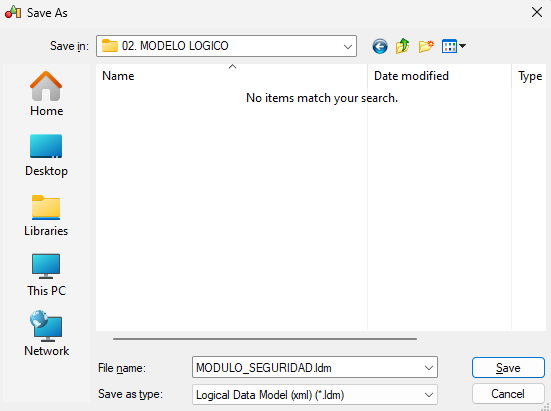 Save As
Save in:
02. MODELO LOGICO
Name
Date modified
Type
No items match your search.
Home
Desktop
Libraries
This PC
Network
File name:
MODULO_SEGURIDAD.ldm
Save
Save as type:
Logical Data Model (xml) (*.ldm)
Cancel